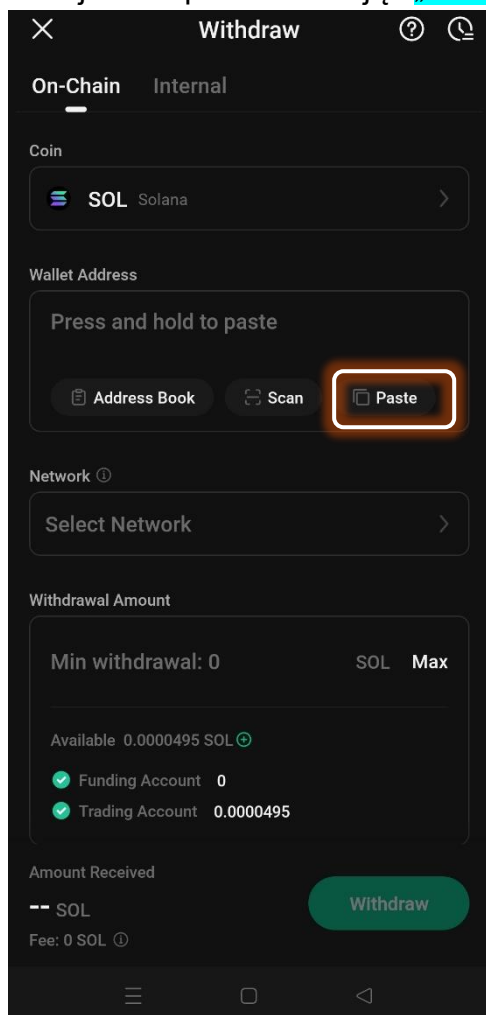 Withdraw
On-Chain Internal
Coin
SOL Solana
Wallet Address
Press and hold to paste
Address Book Scan Paste
Network
Select Network
Withdrawal Amount
Min withdrawal: 0 SOL Max
Available 0.0000495 SOL
Funding Account 0
Trading Account 0.0000495
Amount Received
-- SOL
Withdraw
Fee: 0 SOL